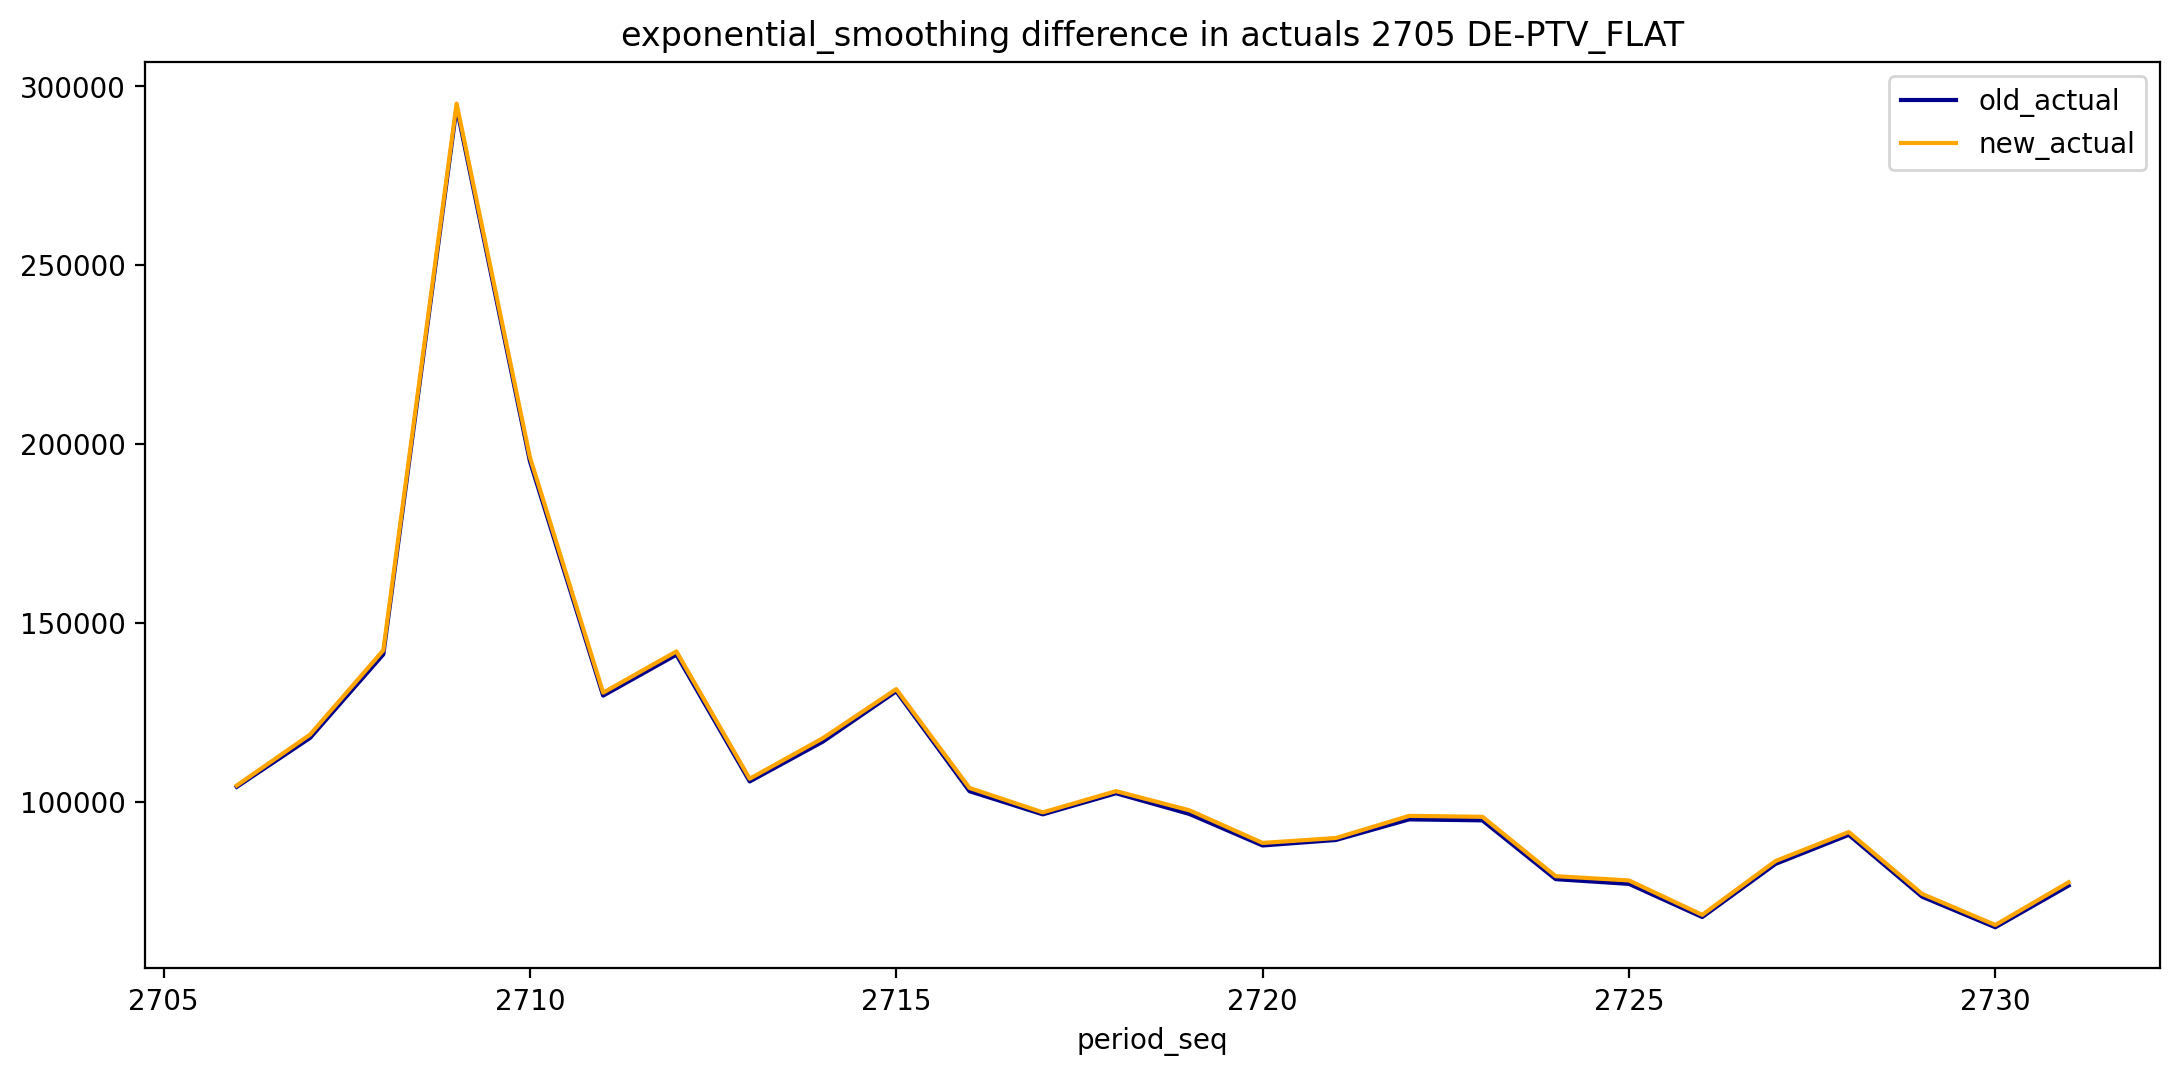 exponential_smoothing difference in actuals 2705 DE-PTV_FLAT
old_actual
new_actual
300000
250000
200000
150000
100000
2705 2710 2715 2720 2725 2730
period_seq